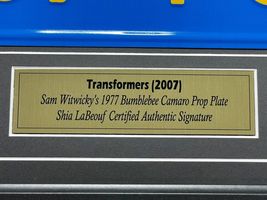 Transformers (2007)
Sam Witwicky's 1977 Bumblebee Camaro Prop Plate
Shia LaBeouf Certified Authentic Signature